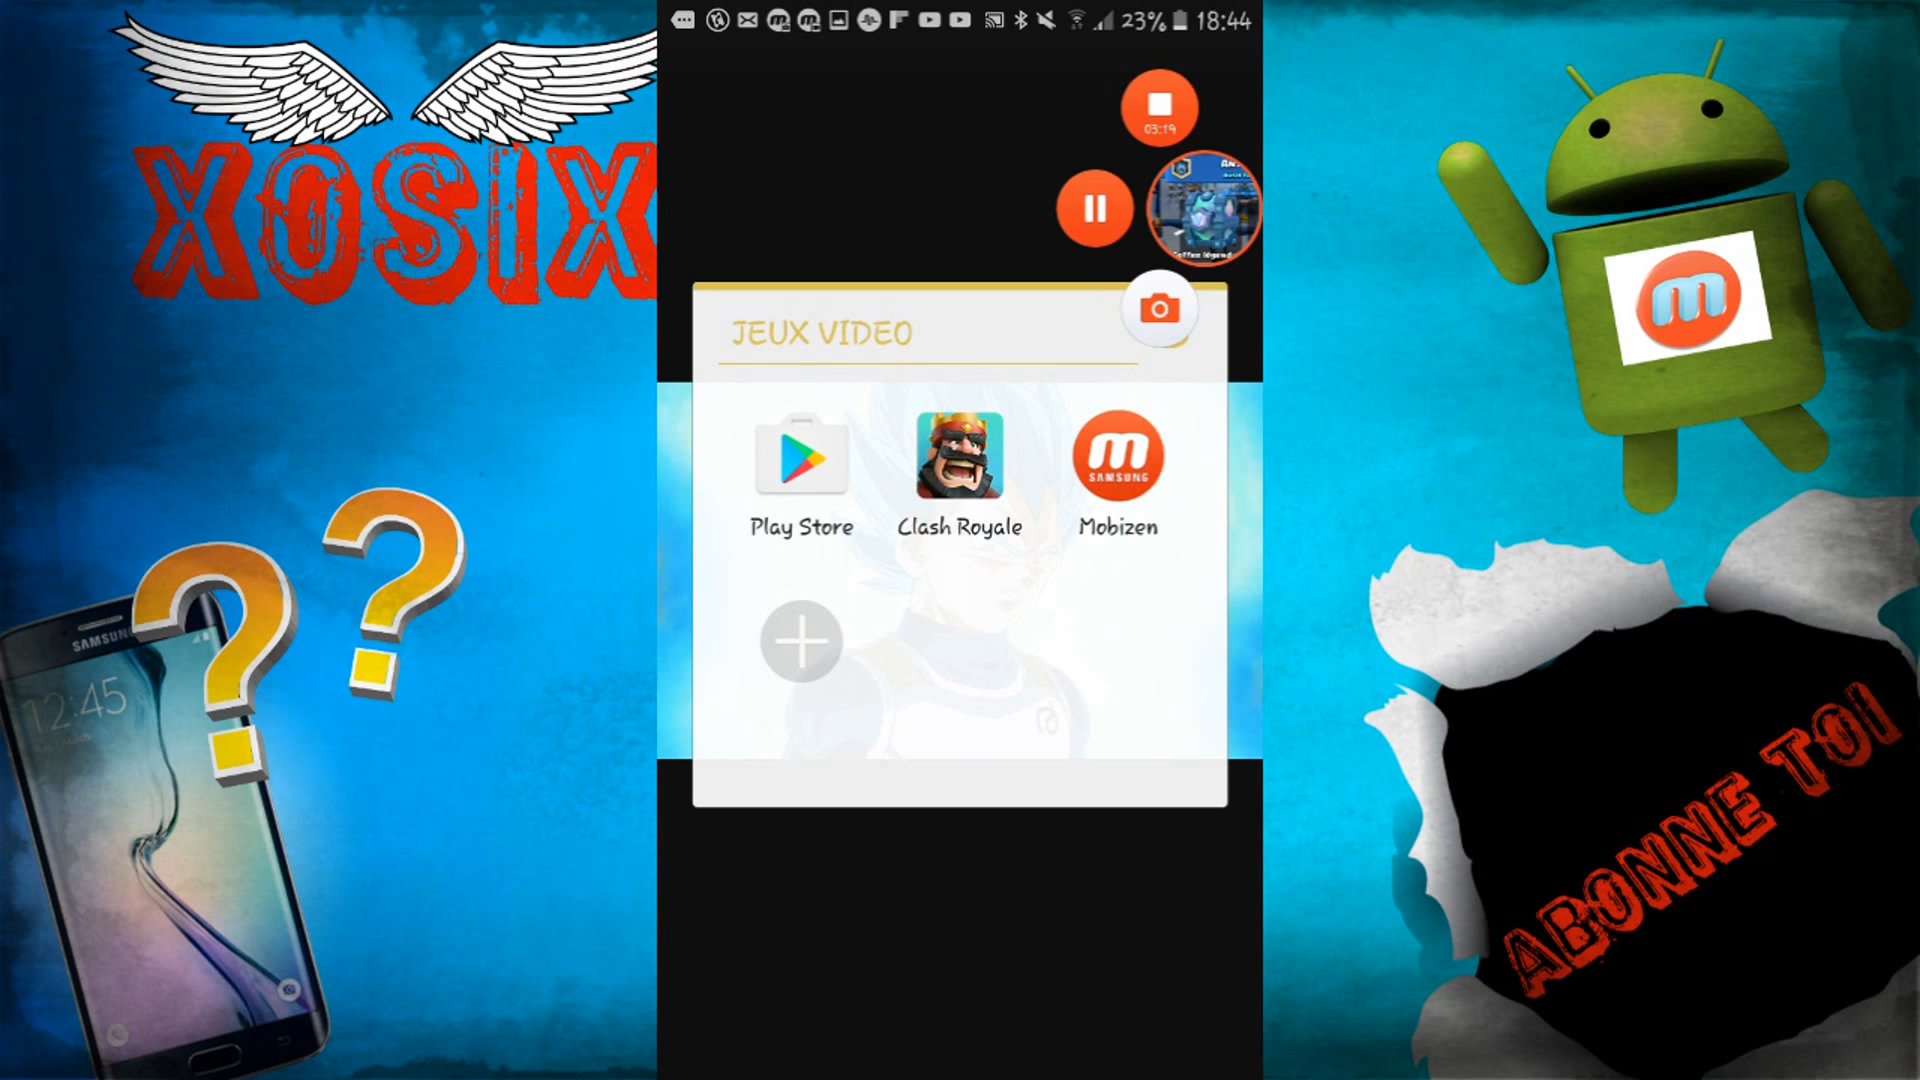 23% 18:44
XOSIX
03:19
JEUX VIDEO
SAMSUNG
Play Store
Clash Royale
Mobizen
SAMSUNG
12:45
ABONNE TOI